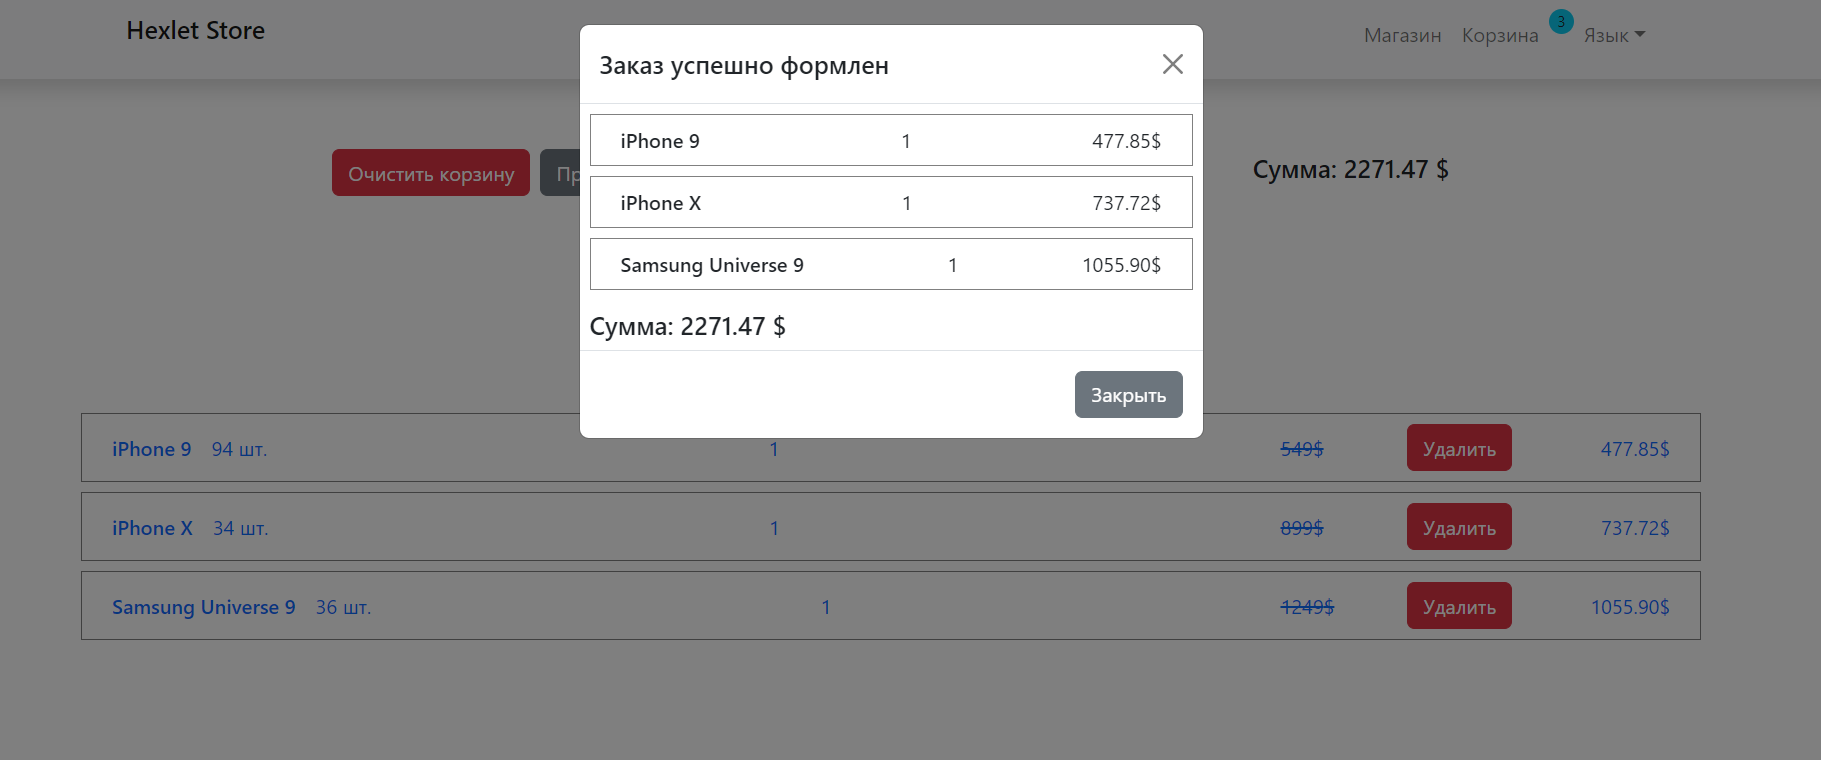 Hexlet Store
Магазин Корзина 3 Язык
Заказ успешно формлен
iPhone 9 1 477.85$
iPhone X 1 737.72$
Samsung Universe 9 1 1055.90$
Сумма: 2271.47 $
Закрыть
Очистить корзину
Сумма: 2271.47 $
iPhone 9 94 шт. 1 549$ Удалить 477.85$
iPhone X 34 шт. 1 899$ Удалить 737.72$
Samsung Universe 9 36 шт. 1 1249$ Удалить 1055.90$